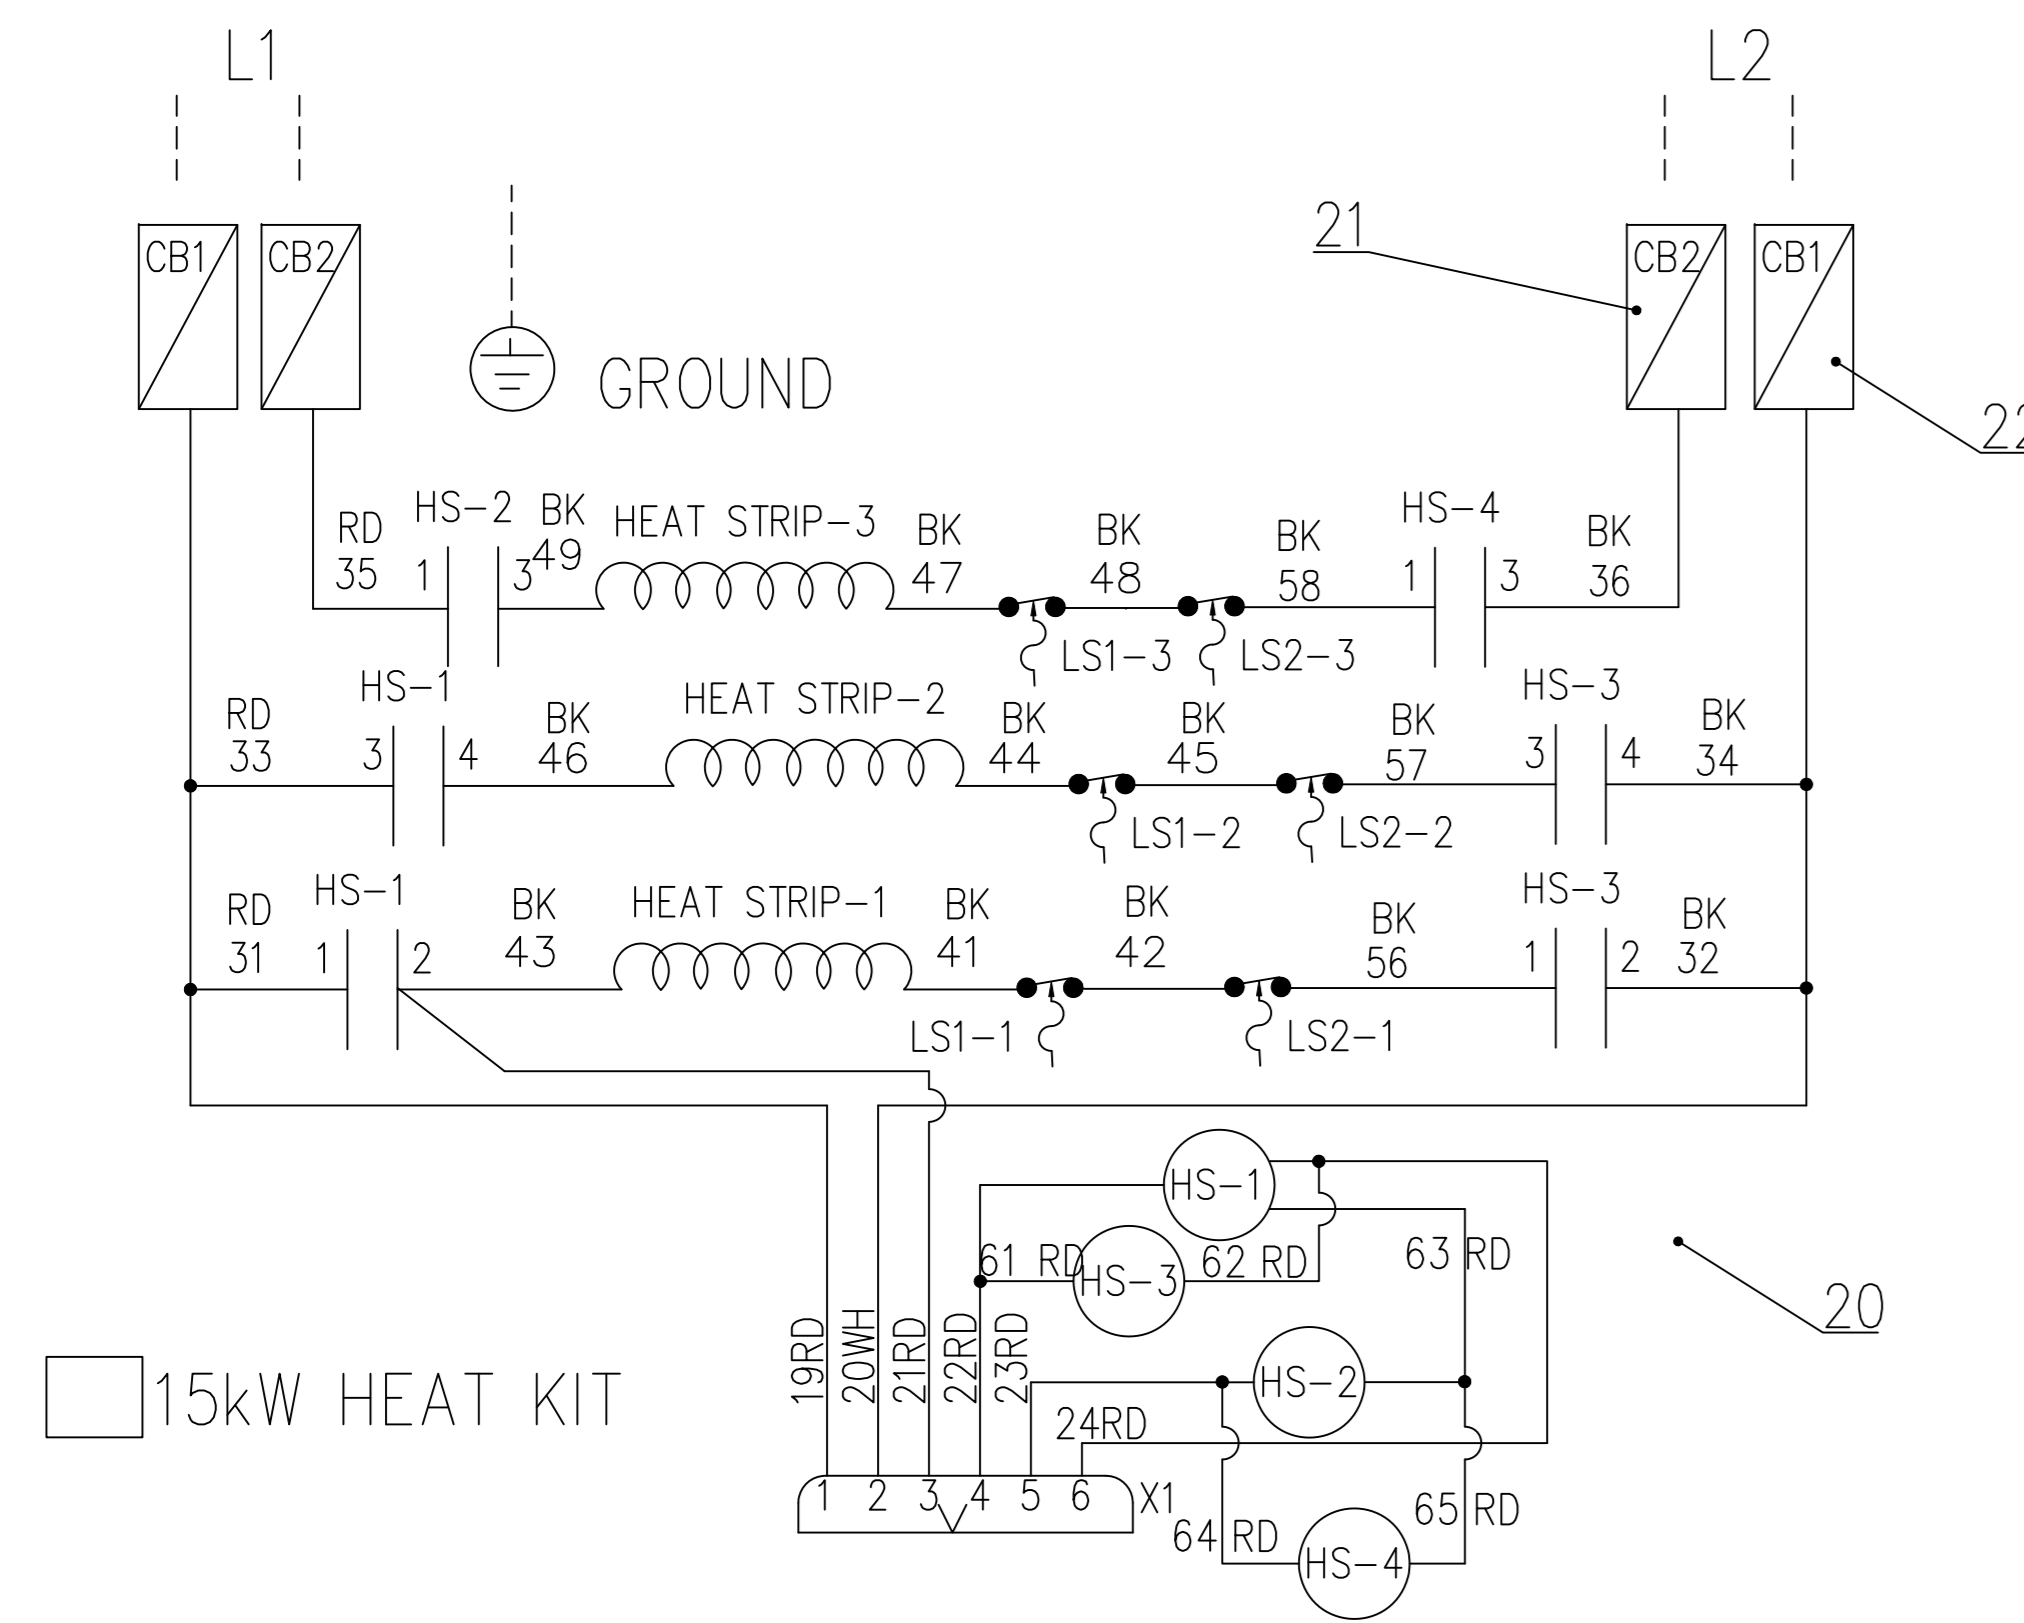 L1 L2
CB1 CB2 21 CB2 CB1
GROUND
22
HS-2 BK HEAT STRIP-3 BK BK BK HS-4 BK
RD 49 47 48 58 36
35 1 3 1 3
LS1-3 LS2-3
HS-1 HEAT STRIP-2 HS-3
RD BK BK BK BK BK
33 3 4 46 44 45 57 3 4 34
LS1-2 LS2-2
HS-1 HEAT STRIP-1 HS-3
RD BK BK BK BK BK
31 1 2 43 41 42 56 1 2 32
LS1-1 LS2-1
HS-1
61 RD HS-3 62 RD 63 RD
20
19RD 20WH 21RD 22RD 23RD
HS-2
15kW HEAT KIT
24RD
1 2 3 4 5 6 X1
64 RD 65 RD
HS-4